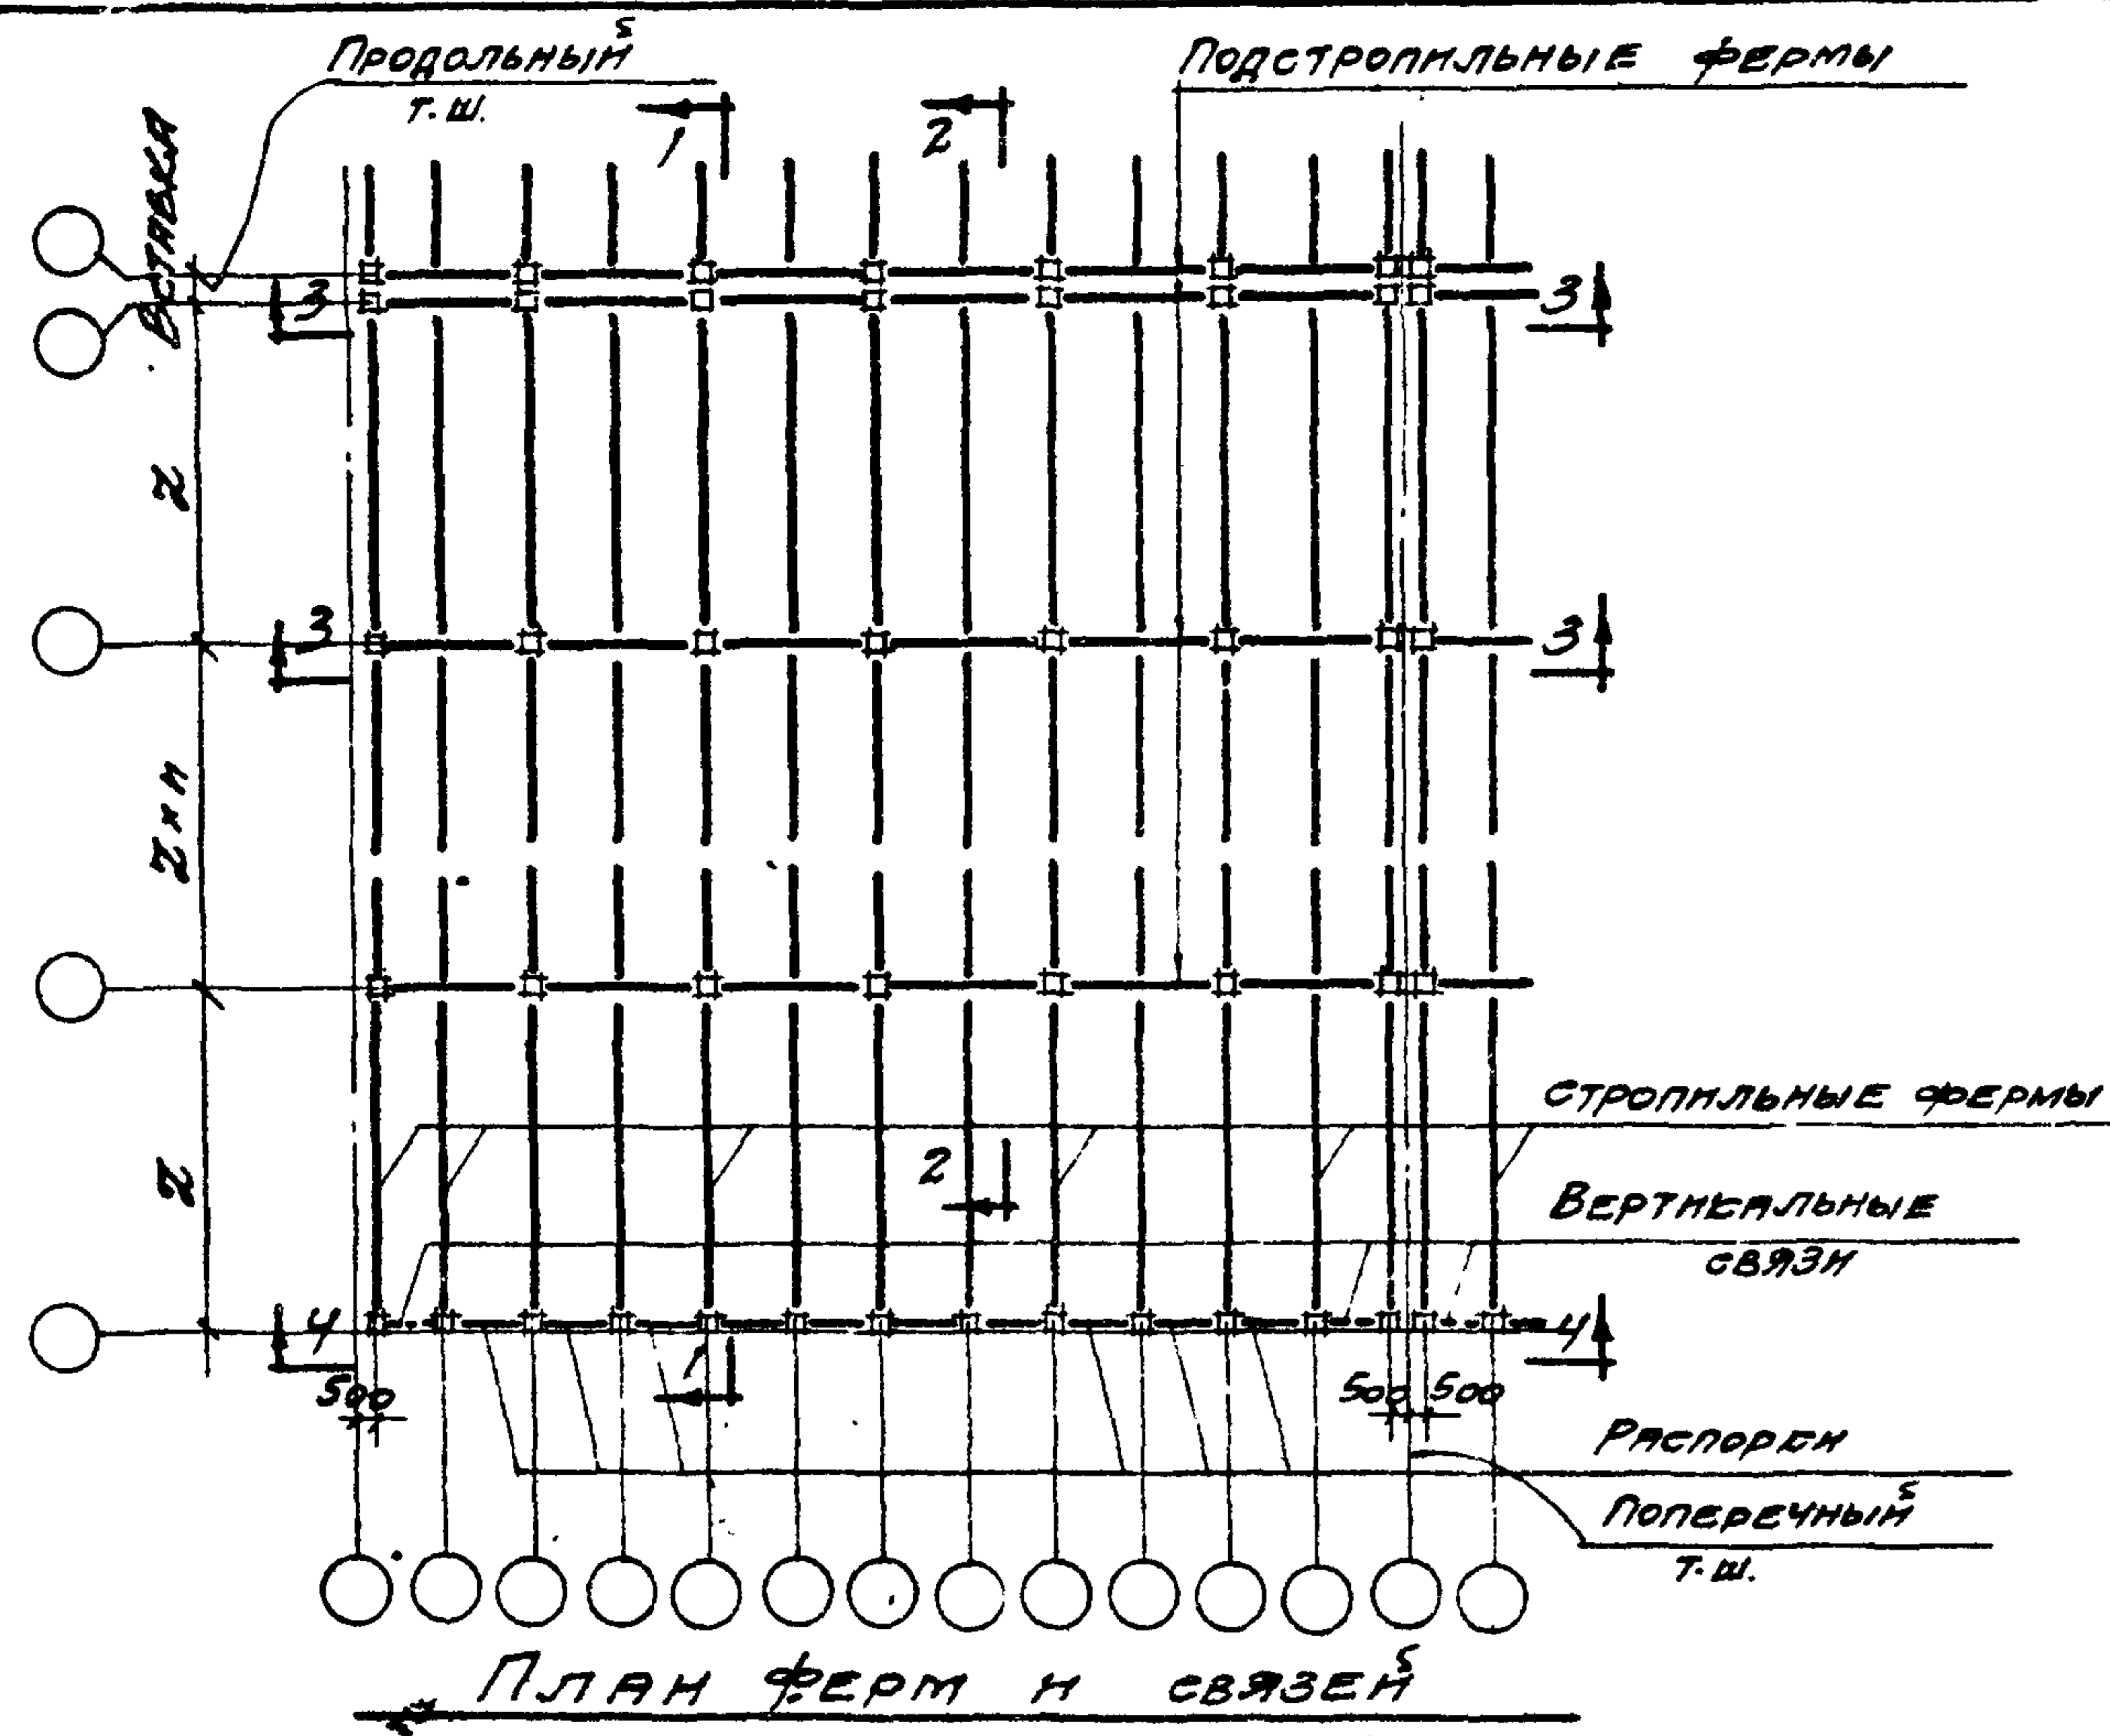 Продольный
т.ш.
Подстропильные фермы
1
2
Вставка
3
3
Z
3
3
Z×n
Стропильные фермы
2
Z
Вертикальные
связи
4
4
1
500
500
500
Распорки
Поперечный
т.ш.
План ферм и связей